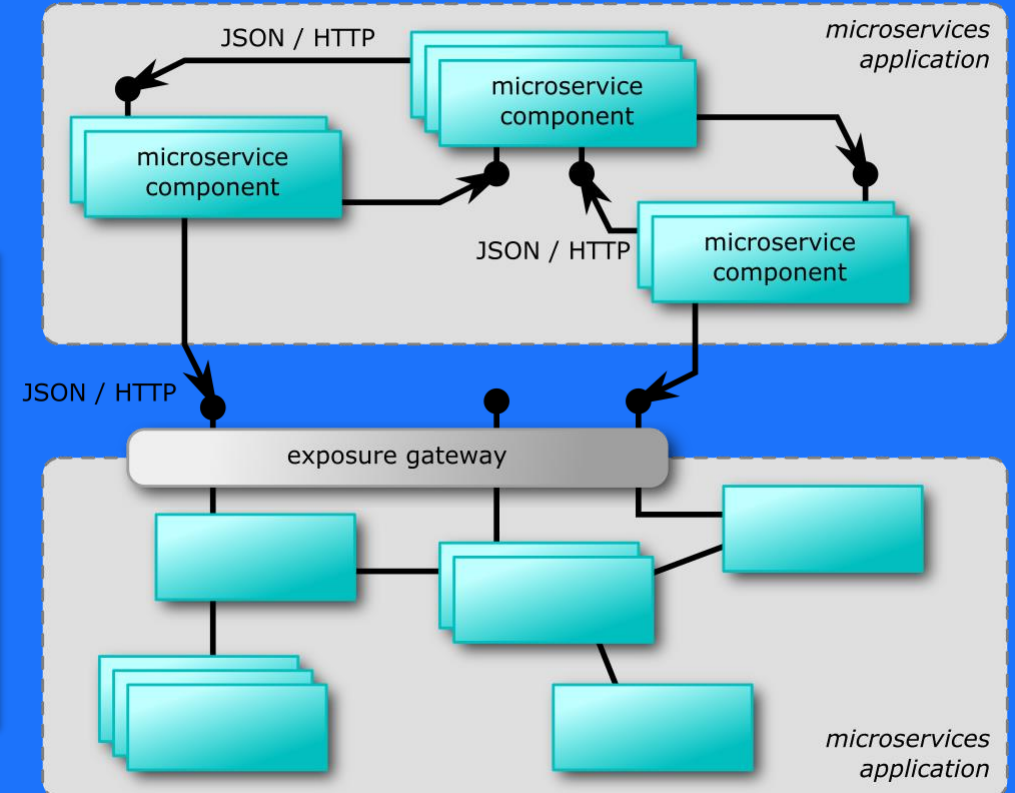 JSON / HTTP
microservices
application
microservice
component
microservice
component
JSON / HTTP
microservice
component
JSON / HTTP
exposure gateway
microservices
application